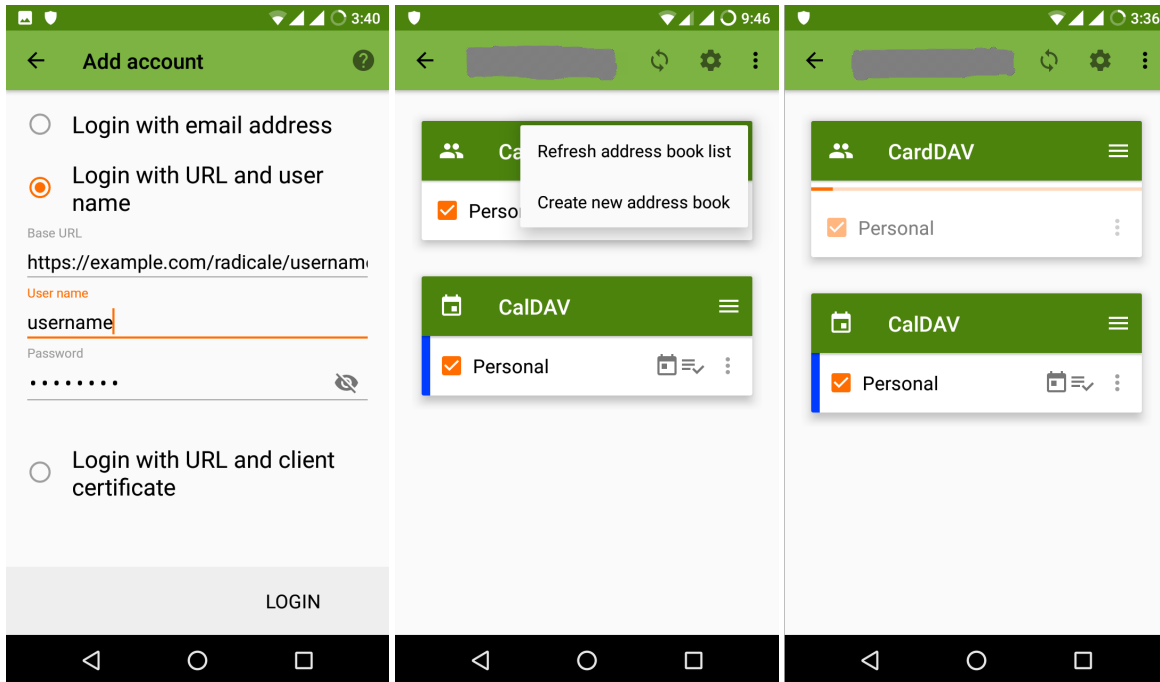 3:40
Add account
Login with email address
Login with URL and user
name
Base URL
https://example.com/radicale/username
User name
username
Password
Login with URL and client
certificate
LOGIN
9:46
Ca
Refresh address book list
Create new address book
Perso
CalDAV
Personal
3:36
CardDAV
Personal
CalDAV
Personal